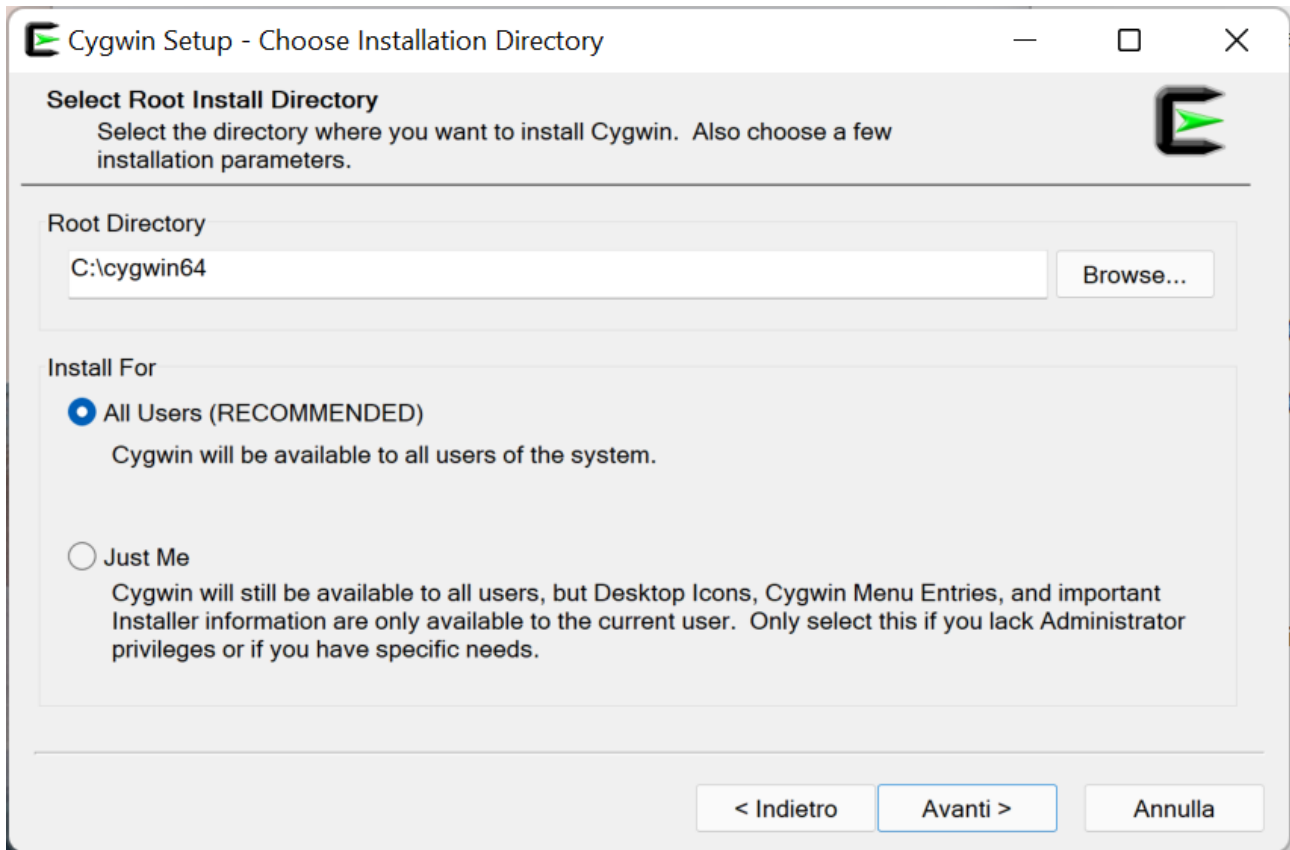 Cygwin Setup - Choose Installation Directory
Select Root Install Directory
Select the directory where you want to install Cygwin.  Also choose a few
installation parameters.
Root Directory
C:\cygwin64
Browse...
Install For
All Users (RECOMMENDED)
Cygwin will be available to all users of the system.
Just Me
Cygwin will still be available to all users, but Desktop Icons, Cygwin Menu Entries, and important
Installer information are only available to the current user.  Only select this if you lack Administrator
privileges or if you have specific needs.
< Indietro
Avanti >
Annulla